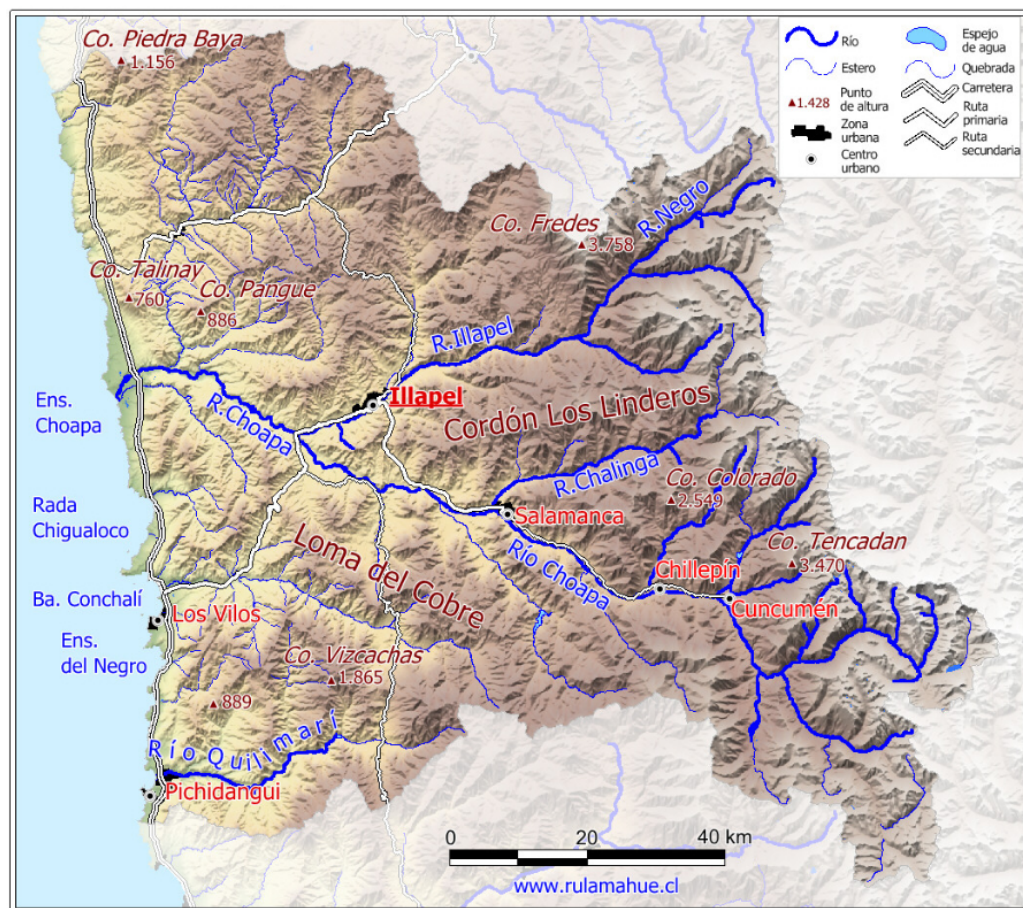 Co. Piedra Baya
1.156
Río
Espejo
de agua
Estero
Quebrada
1.428
Punto
de altura
Carretera
Zona
urbana
Ruta
primaria
Centro
urbano
Ruta
secundaria
R.Negro
Co. Fredes
3.758
Co. Talinay
760
Co. Pangue
886
R.Illapel
Illapel
Ens.
Choapa
R.Choapa
Cordón Los Linderos
R.Chalinga
Co. Colorado
2.549
Rada
Chigualoco
Salamanca
Loma del Cobre
Río Choapa
Co. Tencadan
3.470
Chillepín
Cuncumén
Ba. Conchalí
Los Vilos
Ens.
del Negro
Co. Vizcachas
1.865
889
Río Quilimarí
Pichidangui
0 20 40 km
www.rulamahue.cl